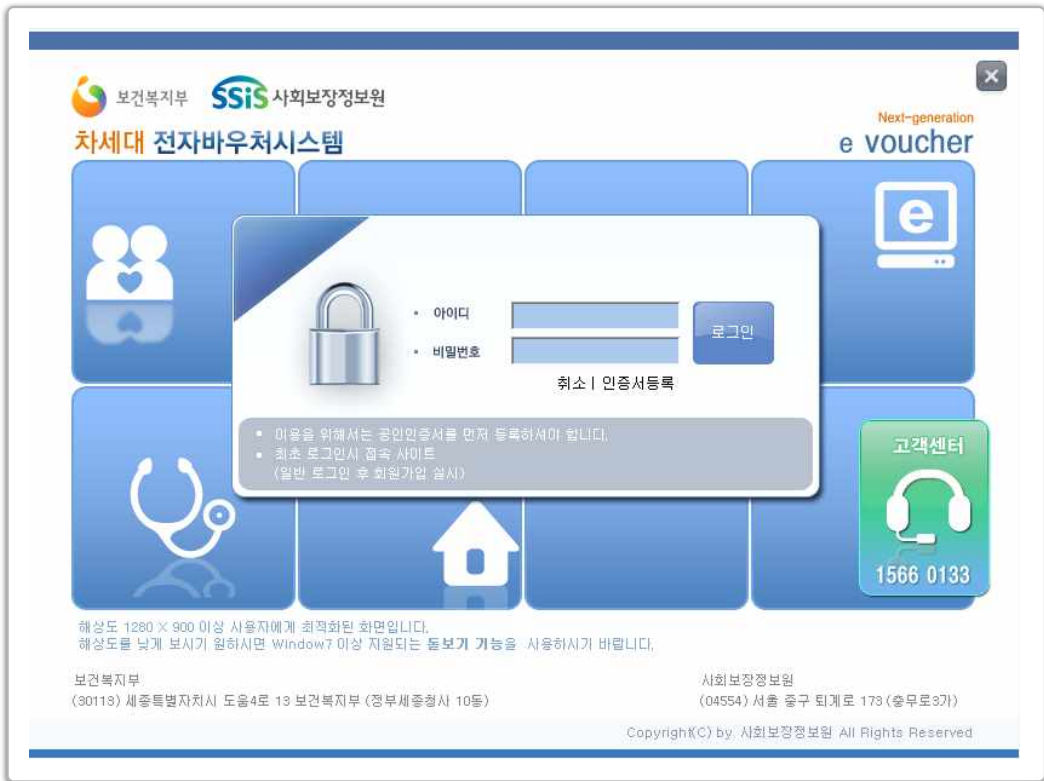 보건복지부 SSiS 사회보장정보원
차세대 전자바우처시스템
Next-generation
e voucher
e
아이디
로그인
비밀번호
취소 | 인증서등록
• 이용을 위해서는 공인인증서를 먼저 등록하셔야 합니다.
• 최초 로그인시 접속 사이트
(일반 로그인 후 회원가입 실시)
고객센터
1566 0133
해상도 1280 X 900 이상 사용자에게 최적화된 화면입니다.
해상도를 낮게 보시기 원하시면 Window7 이상 지원되는 돋보기 기능을 사용하시기 바랍니다.
보건복지부
(30113) 세종특별자치시 도움4로 13 보건복지부 (정부세종청사 10동)
사회보장정보원
(04554) 서울 중구 퇴계로 173 (충무로3가)
Copyright(C) by. 사회보장정보원 All Rights Reserved